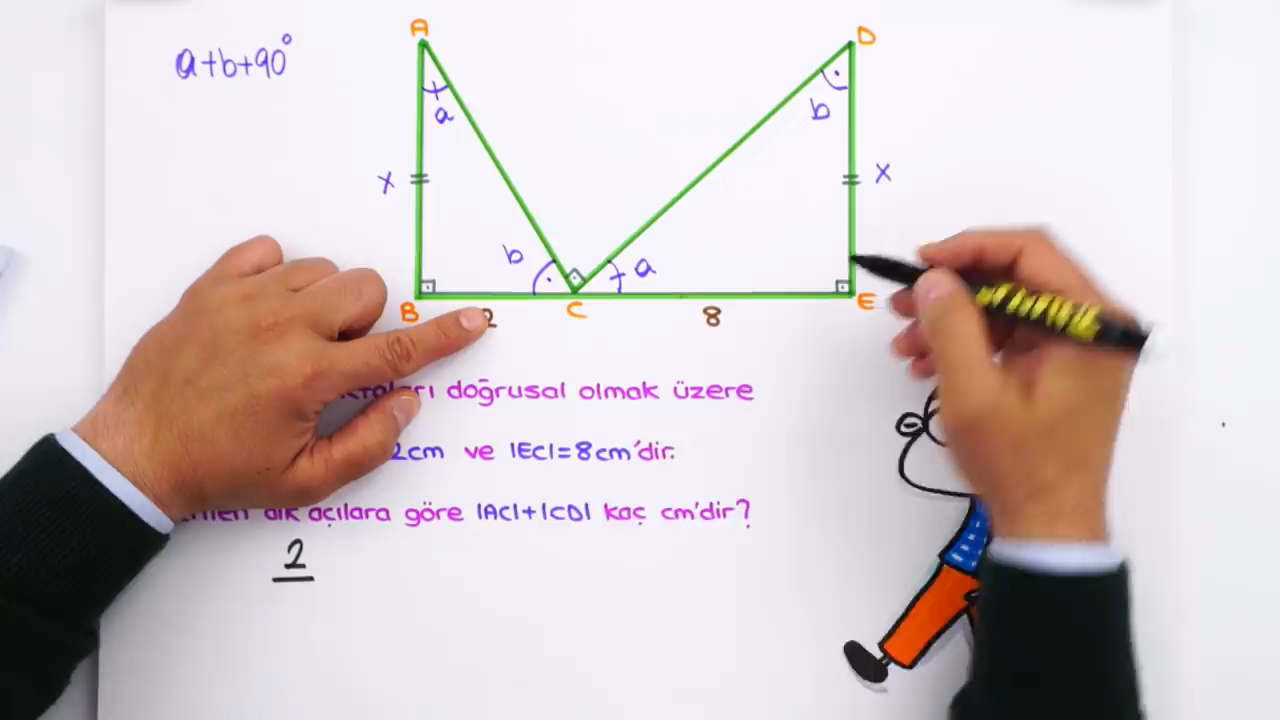 a+b+90°
A
D
a
b
x
x
b
a
B
2
C
8
E
doğrusal olmak üzere
2cm ve |EC|=8cm'dir.
dik açılara göre |AC|+|CD| kaç cm'dir?
2